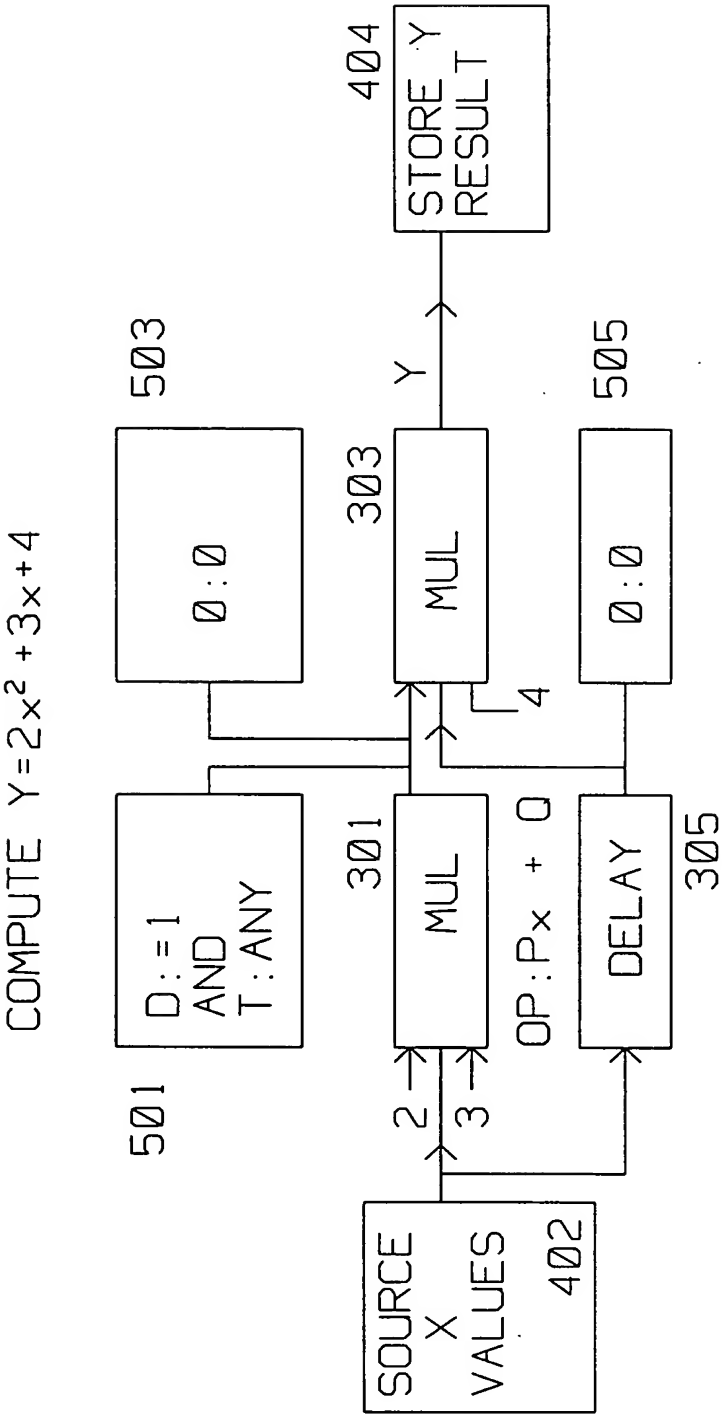 COMPUTE Y=2x²+3x+4
501
D:=1
AND
T:ANY
0:0
503
SOURCE
X
VALUES
402
2
3
301
MUL
303
MUL
4
Y
404
STORE Y
RESULT
OP:Px + Q
DELAY
305
0:0
505